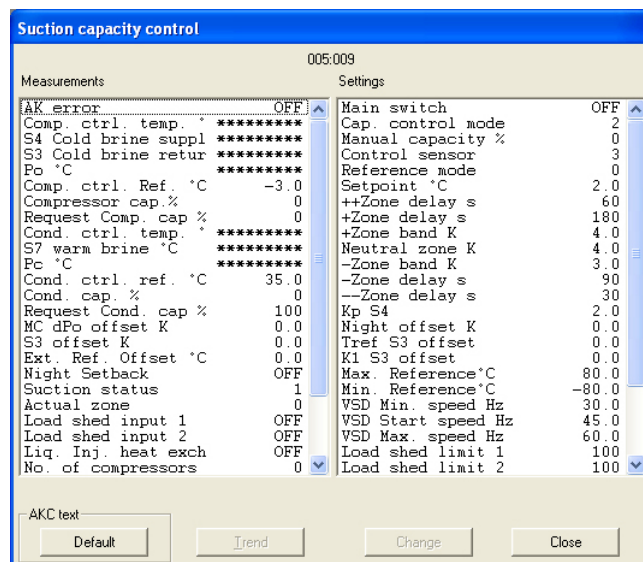 Suction capacity control
005:009
Measurements
AK error OFF
Comp. ctrl. temp. ° *********
S4 Cold brine suppl *********
S3 Cold brine retur *********
Po °C *********
Comp. ctrl. Ref. °C -3.0
Compressor cap.% 0
Request Comp. cap % 0
Cond. ctrl. temp. ° *********
S7 warm brine °C *********
Pc °C *********
Cond. ctrl. ref. °C 35.0
Cond. cap. % 0
Request Cond. cap % 100
MC dPo offset K 0.0
S3 offset K 0.0
Ext. Ref. Offset °C 0.0
Night Setback OFF
Suction status 1
Actual zone 0
Load shed input 1 OFF
Load shed input 2 OFF
Liq. Inj. heat exch OFF
No. of compressors 0
Settings
Main switch OFF
Cap. control mode 2
Manual capacity % 0
Control sensor 3
Reference mode 0
Setpoint °C 2.0
++Zone delay s 60
+Zone delay s 180
+Zone band K 4.0
Neutral zone K 4.0
-Zone band K 3.0
-Zone delay s 90
--Zone delay s 30
Kp S4 2.0
Night offset K 0.0
Tref S3 offset 0.0
K1 S3 offset 0.0
Max. Reference°C 80.0
Min. Reference°C -80.0
VSD Min. speed Hz 30.0
VSD Start speed Hz 45.0
VSD Max. speed Hz 60.0
Load shed limit 1 100
Load shed limit 2 100
AKC text
Default
Trend
Change
Close